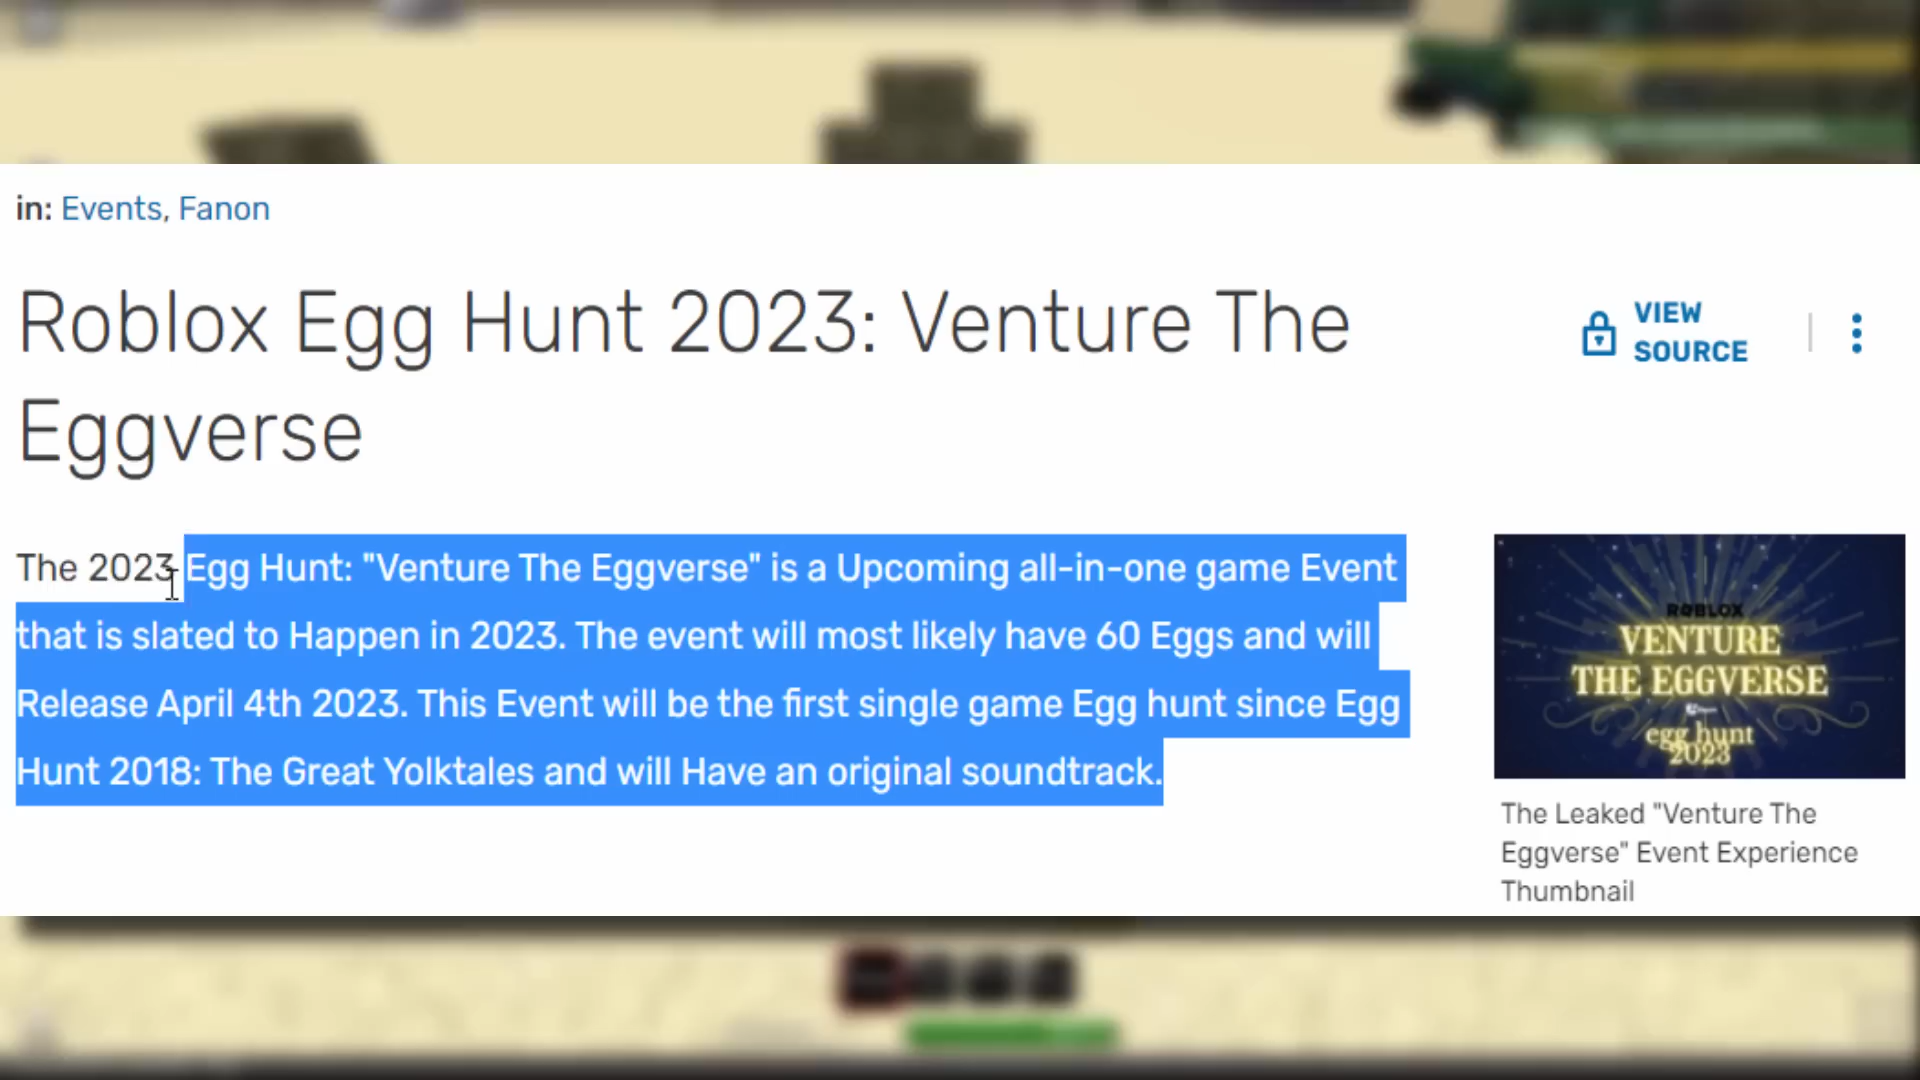 in: Events, Fanon
Roblox Egg Hunt 2023: Venture The
Eggverse
VIEW
SOURCE
The 2023 Egg Hunt: "Venture The Eggverse" is a Upcoming all-in-one game Event
that is slated to Happen in 2023. The event will most likely have 60 Eggs and will
Release April 4th 2023. This Event will be the first single game Egg hunt since Egg
Hunt 2018: The Great Yolktales and will Have an original soundtrack.
ROBLOX
VENTURE
THE EGGVERSE
egg hunt
2023
The Leaked "Venture The
Eggverse" Event Experience
Thumbnail